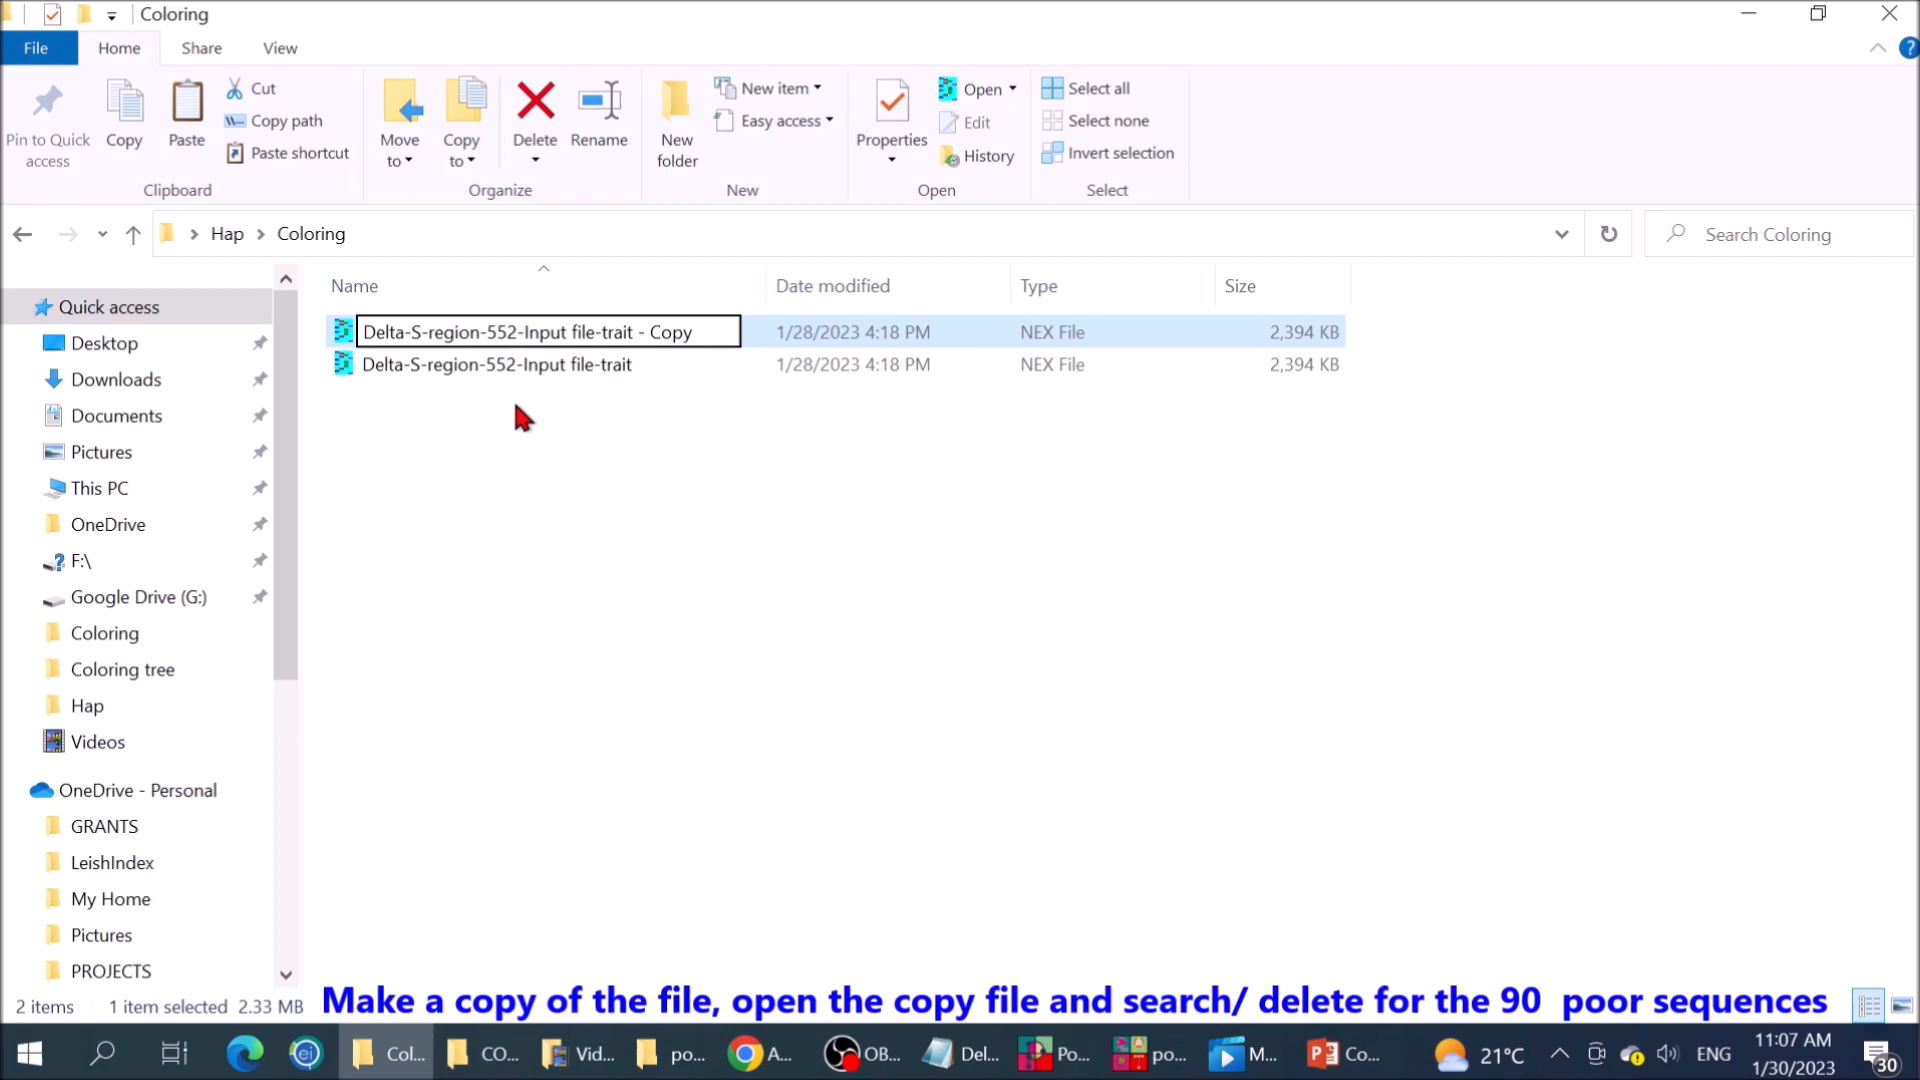 Coloring
File Home Share View
Pin to Quick access
Copy
Paste
Cut
Copy path
Paste shortcut
Clipboard
Move to
Copy to
Delete
Rename
Organize
New folder
New item
Easy access
New
Properties
Open
Edit
History
Open
Select all
Select none
Invert selection
Select
Hap Coloring
Search Coloring
Name Date modified Type Size
Delta-S-region-552-Input file-trait - Copy 1/28/2023 4:18 PM NEX File 2,394 KB
Delta-S-region-552-Input file-trait 1/28/2023 4:18 PM NEX File 2,394 KB
Quick access
Desktop
Downloads
Documents
Pictures
This PC
OneDrive
F:\
Google Drive (G:)
Coloring
Coloring tree
Hap
Videos
OneDrive - Personal
GRANTS
LeishIndex
My Home
Pictures
PROJECTS
2 items 1 item selected 2.33 MB
Make a copy of the file, open the copy file and search/ delete for the 90 poor sequences
Col... CO... Vid... po... A... OB... Del... Po... po... M... Co... 21°C ENG
11:07 AM
1/30/2023
30